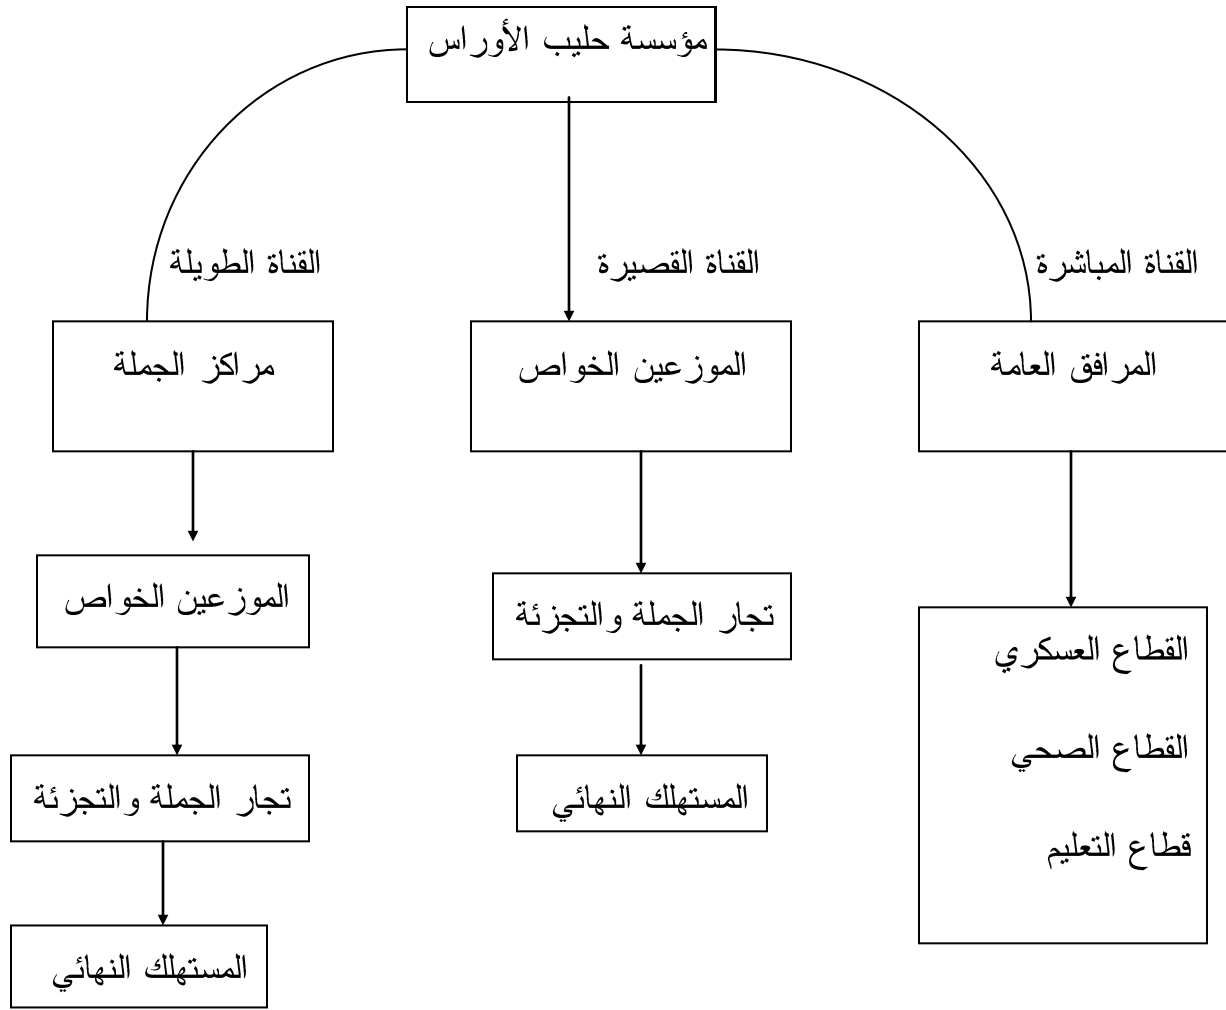 مؤسسة حليب الأوراس
القناة المباشرة
القناة القصيرة
القناة الطويلة
المرافق العامة
الموزعين الخواص
مراكز الجملة
القطاع العسكري
القطاع الصحي
قطاع التعليم
تجار الجملة والتجزئة
المستهلك النهائي
الموزعين الخواص
تجار الجملة والتجزئة
المستهلك النهائي